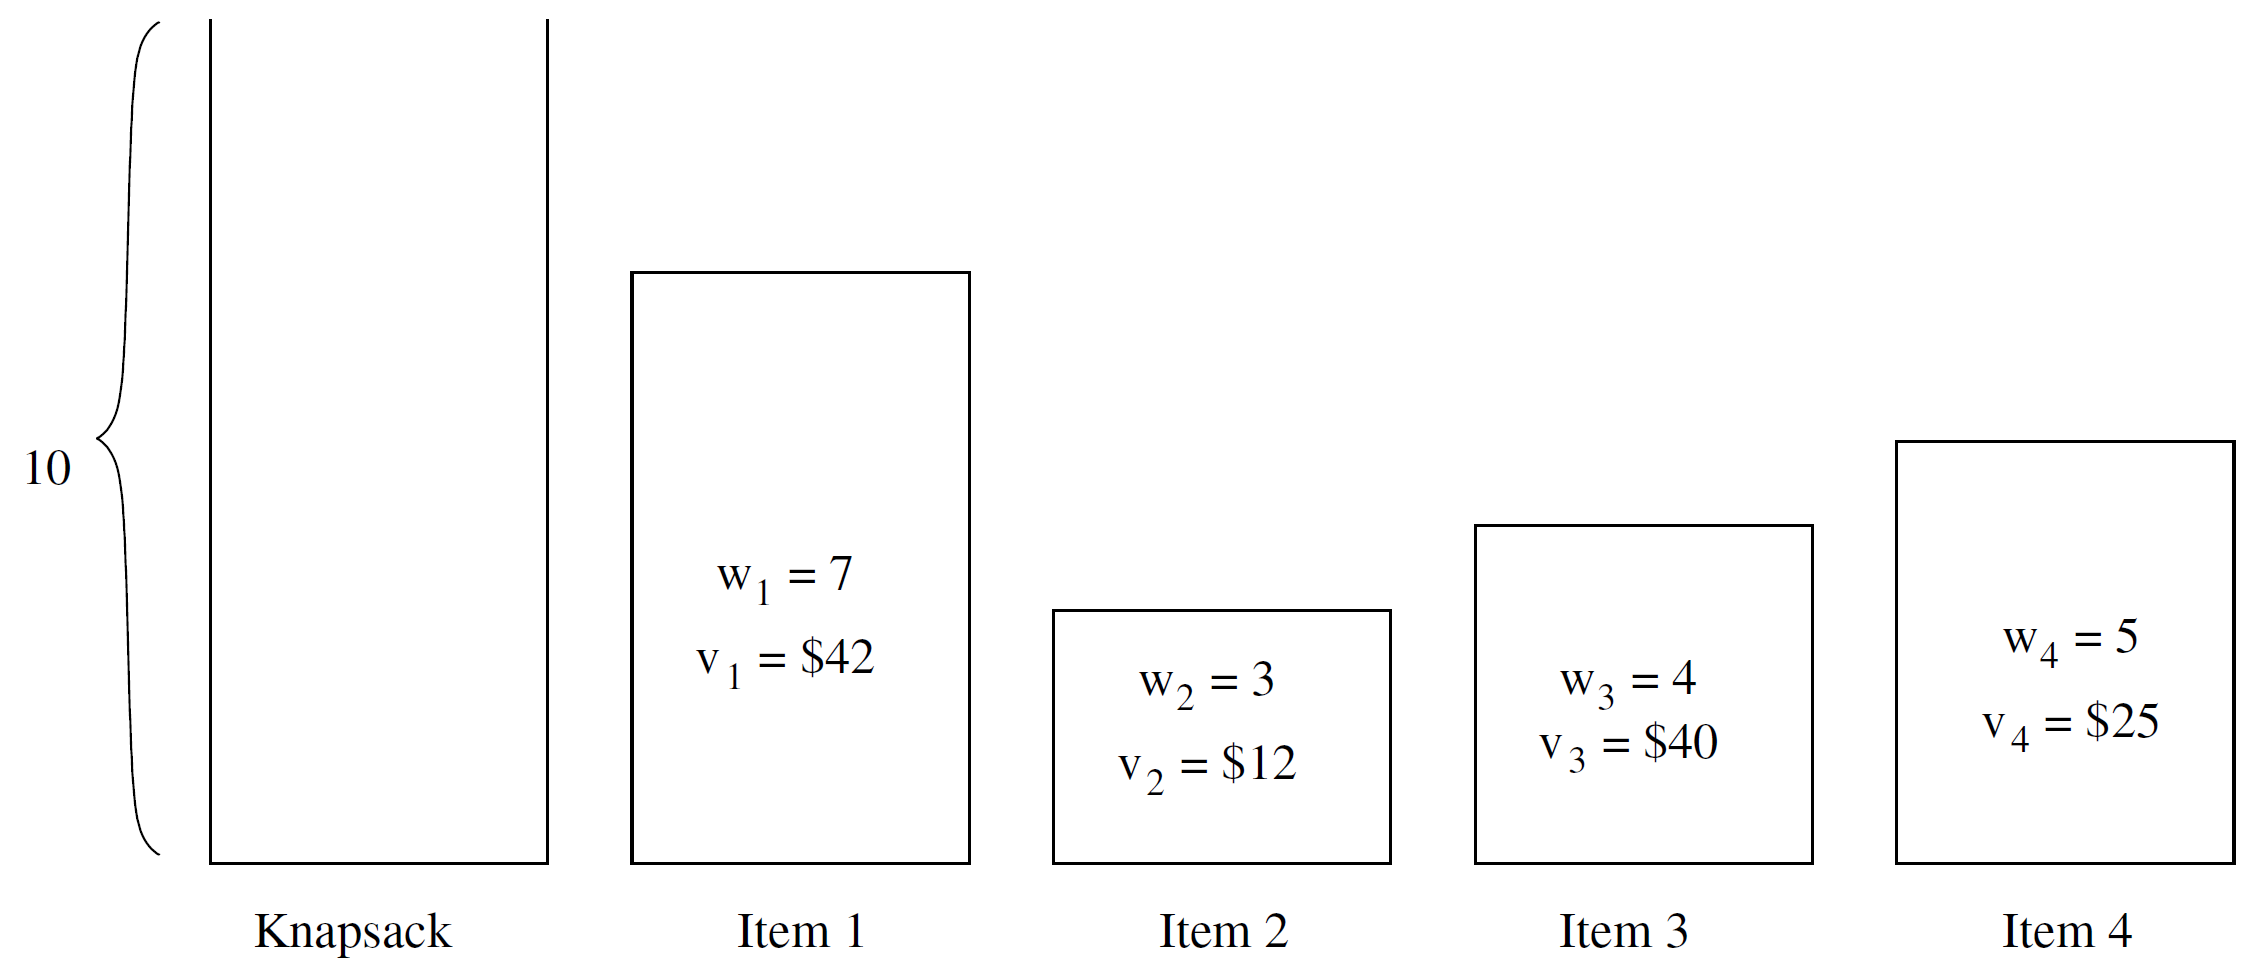 10
w1 = 7
v1 = $42
w2 = 3
v2 = $12
w3 = 4
v3 = $40
w4 = 5
v4 = $25
Knapsack
Item 1
Item 2
Item 3
Item 4